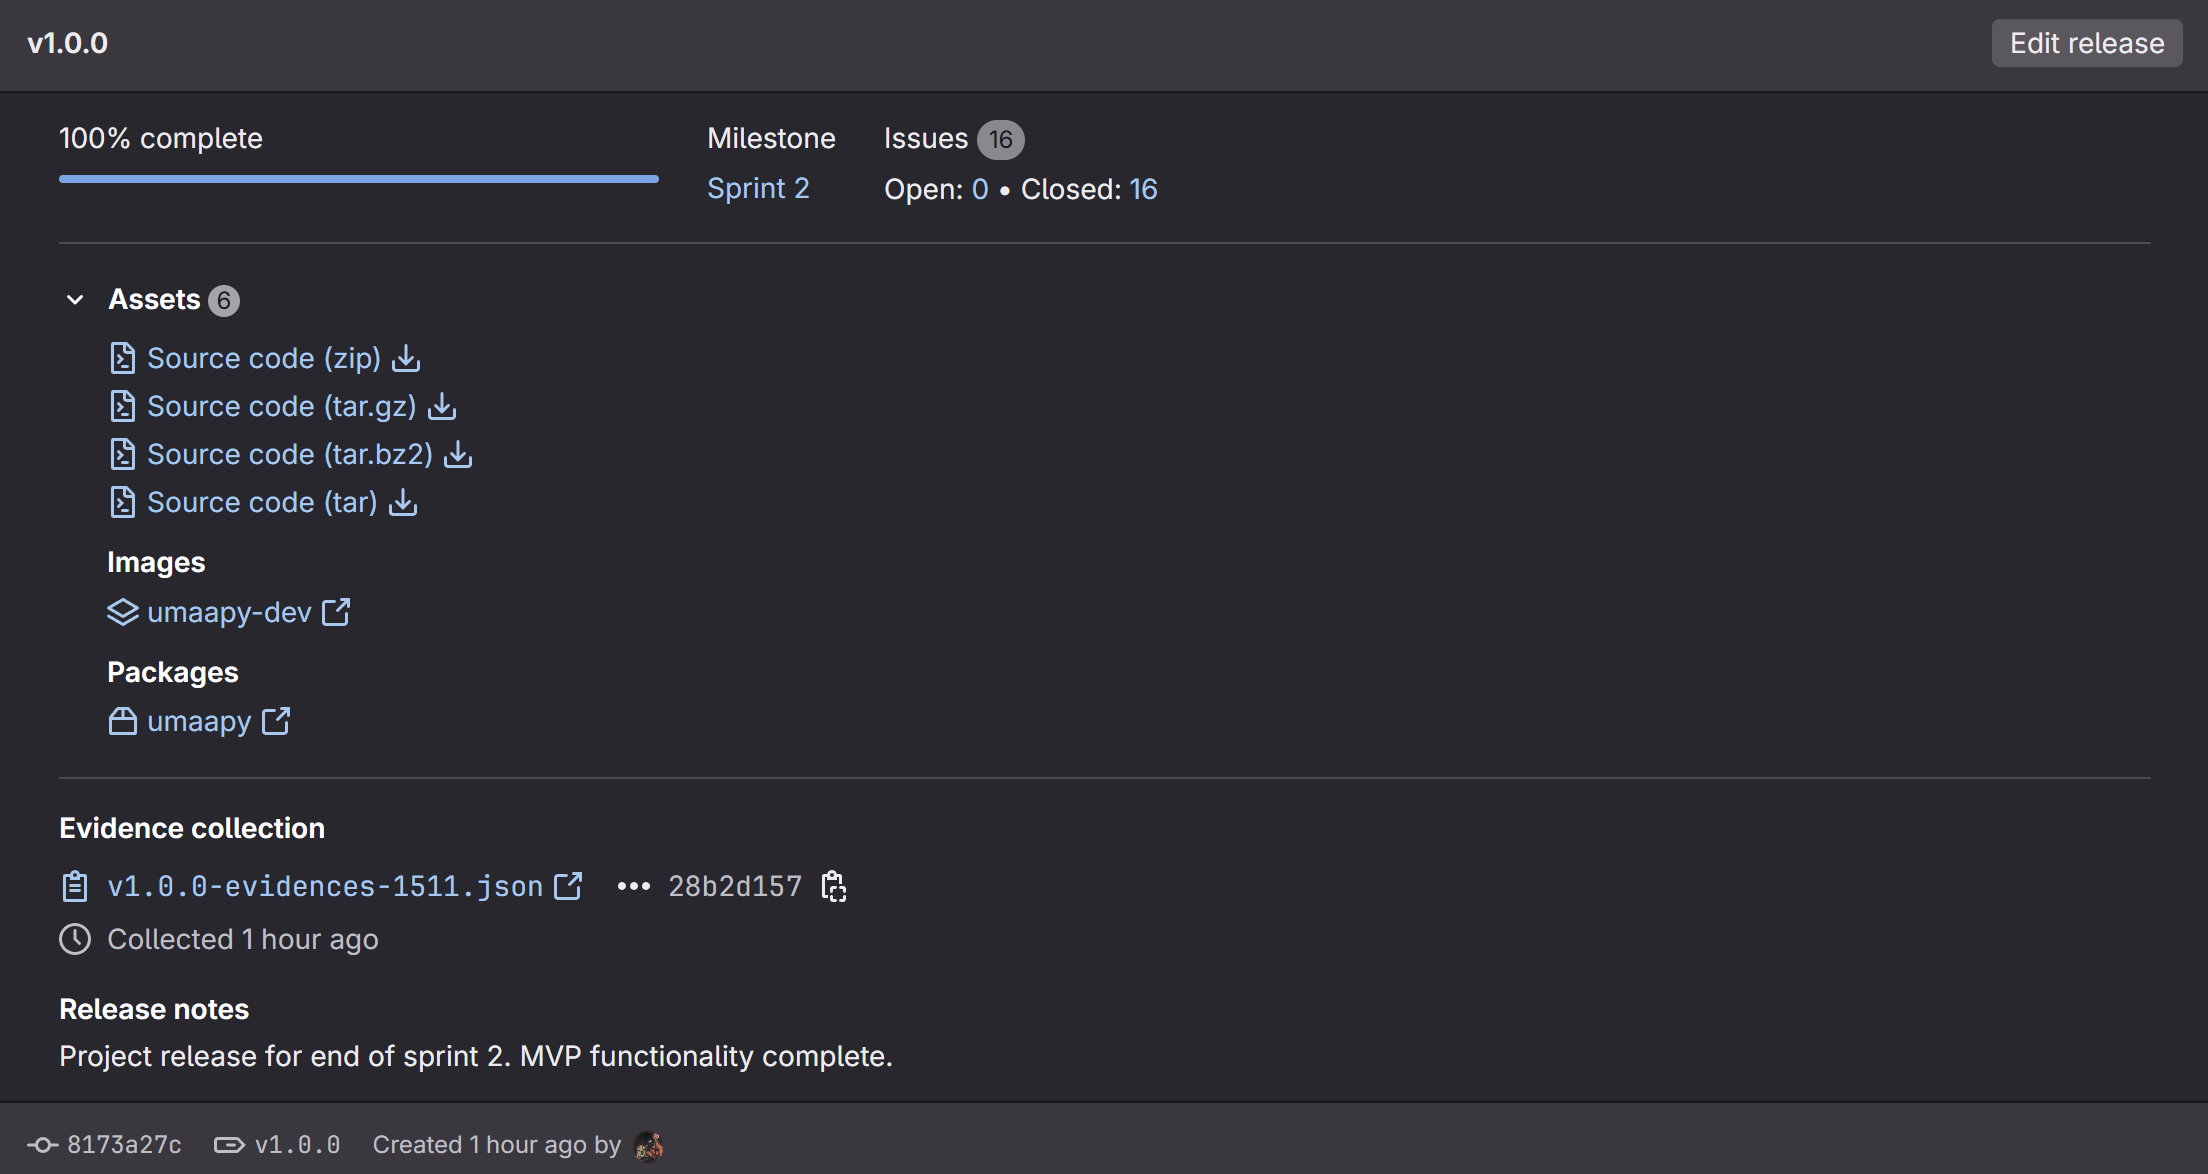 v1.0.0
Edit release
100% complete
Milestone
Issues 16
Sprint 2
Open: 0 • Closed: 16
Assets 6
Source code (zip)
Source code (tar.gz)
Source code (tar.bz2)
Source code (tar)
Images
umaapy-dev
Packages
umaapy
Evidence collection
v1.0.0-evidences-1511.json ••• 28b2d157
Collected 1 hour ago
Release notes
Project release for end of sprint 2. MVP functionality complete.
8173a27c v1.0.0 Created 1 hour ago by